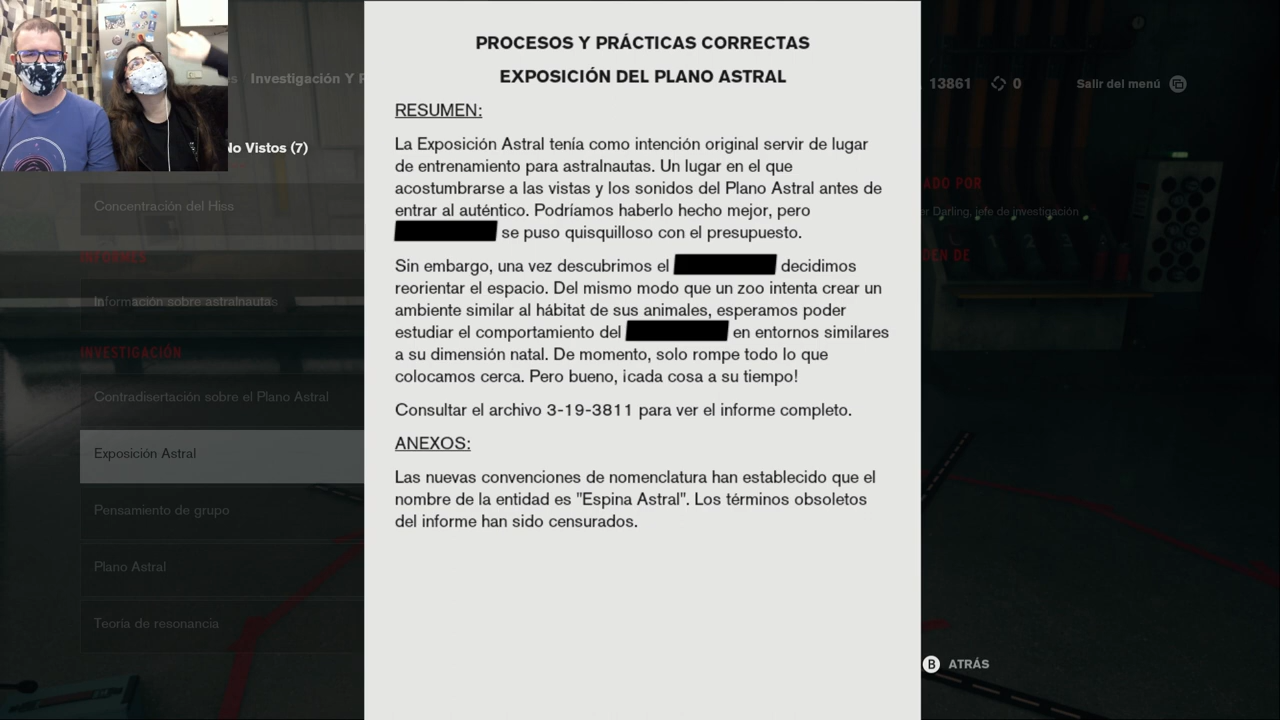 PROCESOS Y PRÁCTICAS CORRECTAS
EXPOSICIÓN DEL PLANO ASTRAL
RESUMEN:
La Exposición Astral tenía como intención original servir de lugar
de entrenamiento para astralnautas. Un lugar en el que
acostumbrarse a las vistas y los sonidos del Plano Astral antes de
entrar al auténtico. Podríamos haberlo hecho mejor, pero
se puso quisquilloso con el presupuesto.
Sin embargo, una vez descubrimos el decidimos
reorientar el espacio. Del mismo modo que un zoo intenta crear un
ambiente similar al hábitat de sus animales, esperamos poder
estudiar el comportamiento del en entornos similares
a su dimensión natal. De momento, solo rompe todo lo que
colocamos cerca. Pero bueno, ¡cada cosa a su tiempo!
Consultar el archivo 3-19-3811 para ver el informe completo.
ANEXOS:
Las nuevas convenciones de nomenclatura han establecido que el
nombre de la entidad es "Espina Astral". Los términos obsoletos
del informe han sido censurados.
Investigación Y
No Vistos (7)
Concentración del Hiss
INFORMES
Información sobre astralnautas
INVESTIGACIÓN
Contradisertación sobre el Plano Astral
Exposición Astral
Pensamiento de grupo
Plano Astral
Teoría de resonancia
13861
0
Salir del menú
ADO POR
Darling, jefe de investigación
DEN DE
B ATRÁS